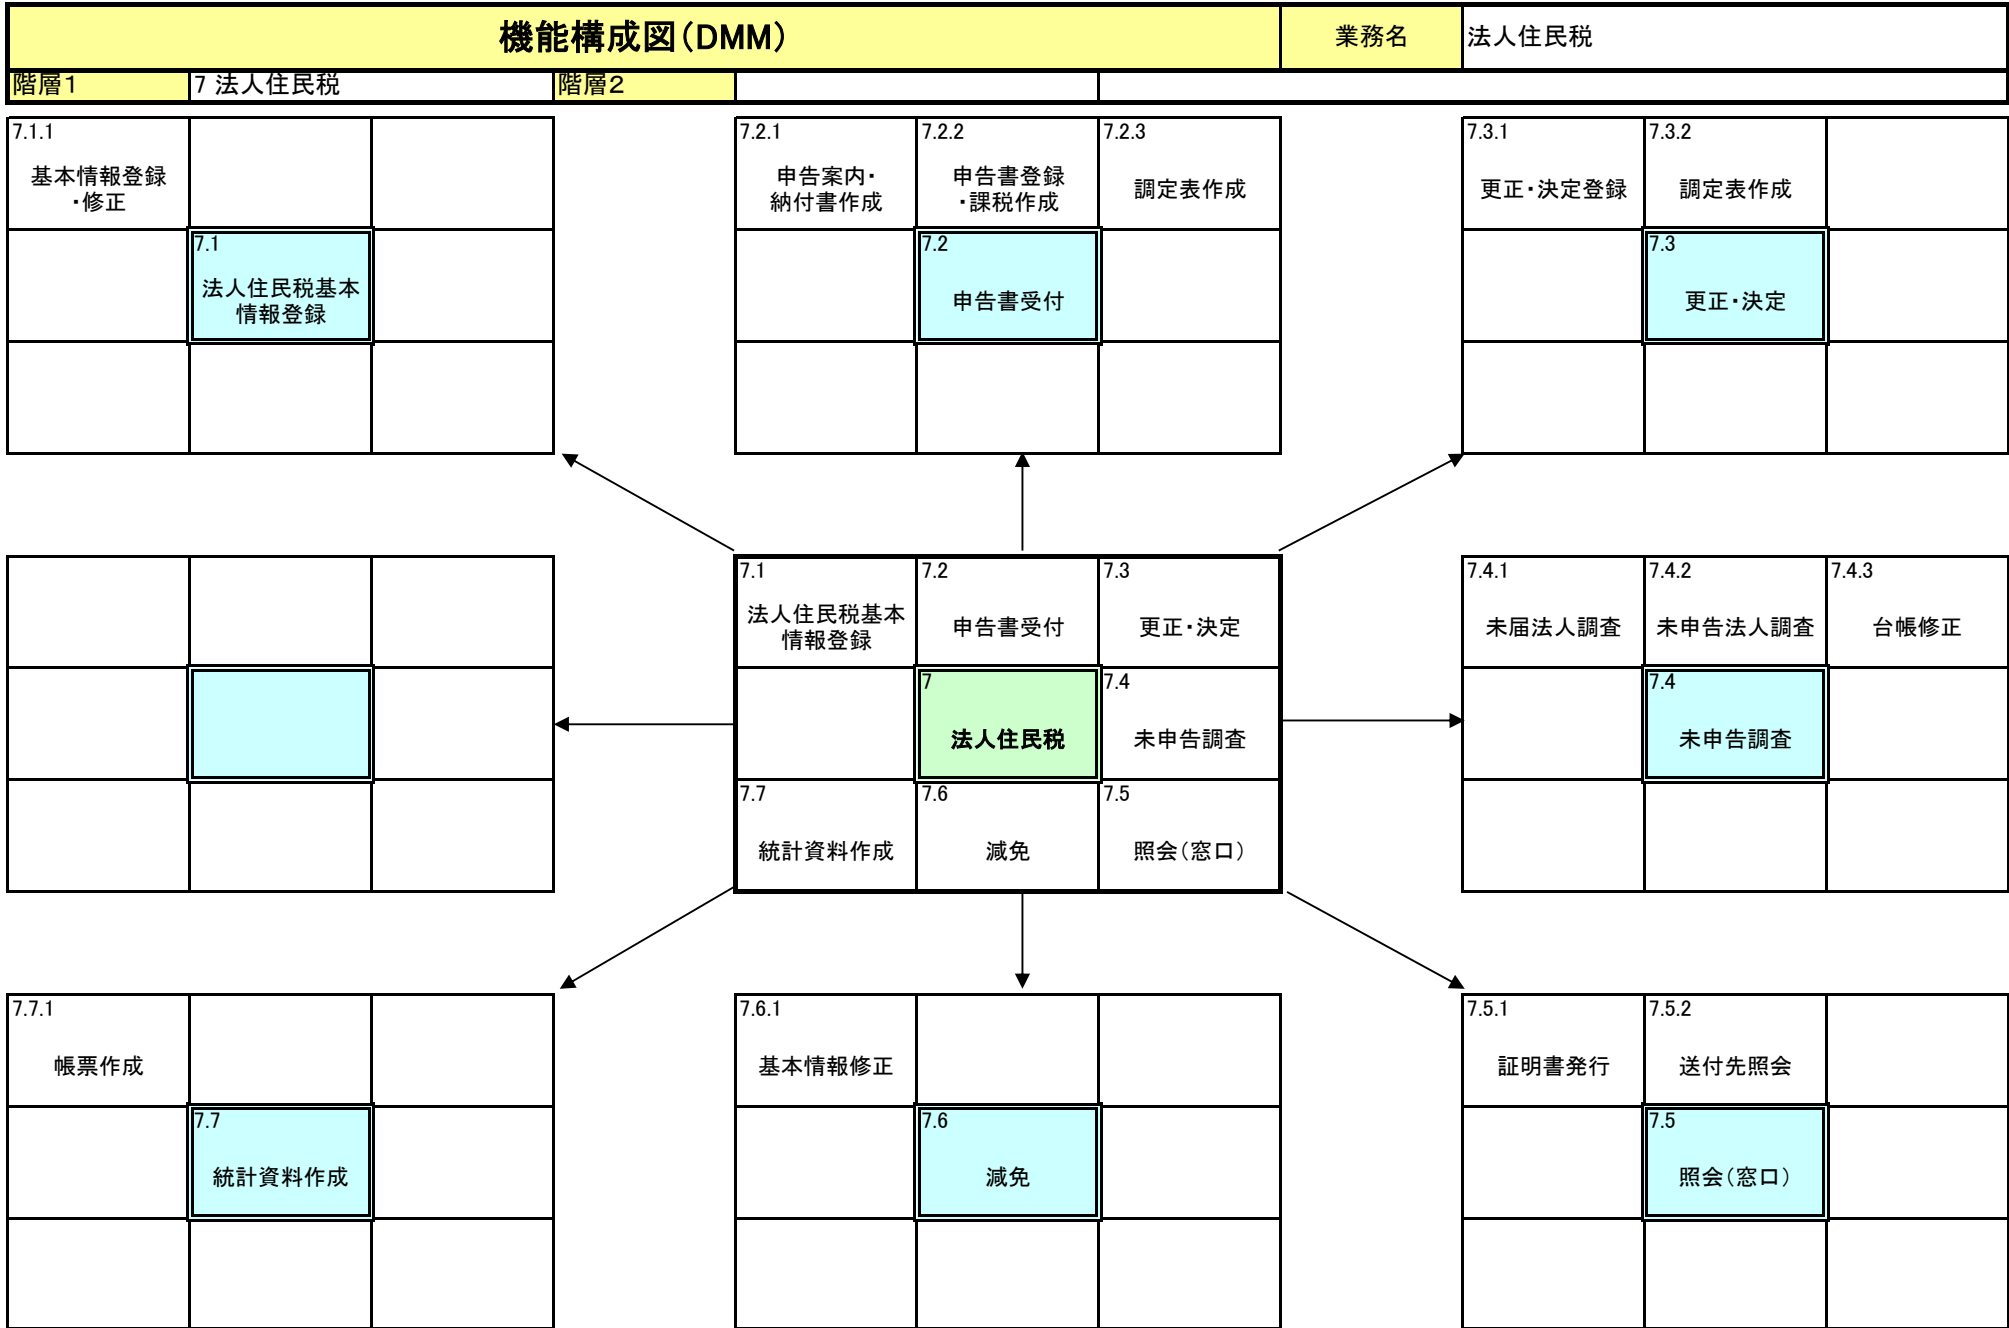 機能構成図（DMM）
業務名
法人住民税
階層１
7 法人住民税
階層２
7.1.1
基本情報登録
・修正
7.1
法人住民税基本
情報登録
7.2.1
申告案内・
納付書作成
7.2.2
申告書登録
・課税作成
7.2.3
調定表作成
7.2
申告書受付
7.3.1
更正・決定登録
7.3.2
調定表作成
7.3
更正・決定
7.1
法人住民税基本
情報登録
7.2
申告書受付
7.3
更正・決定
7
法人住民税
7.4
未申告調査
7.7
統計資料作成
7.6
減免
7.5
照会（窓口）
7.4.1
未届法人調査
7.4.2
未申告法人調査
7.4.3
台帳修正
7.4
未申告調査
7.7.1
帳票作成
7.7
統計資料作成
7.6.1
基本情報修正
7.6
減免
7.5.1
証明書発行
7.5.2
送付先照会
7.5
照会（窓口）